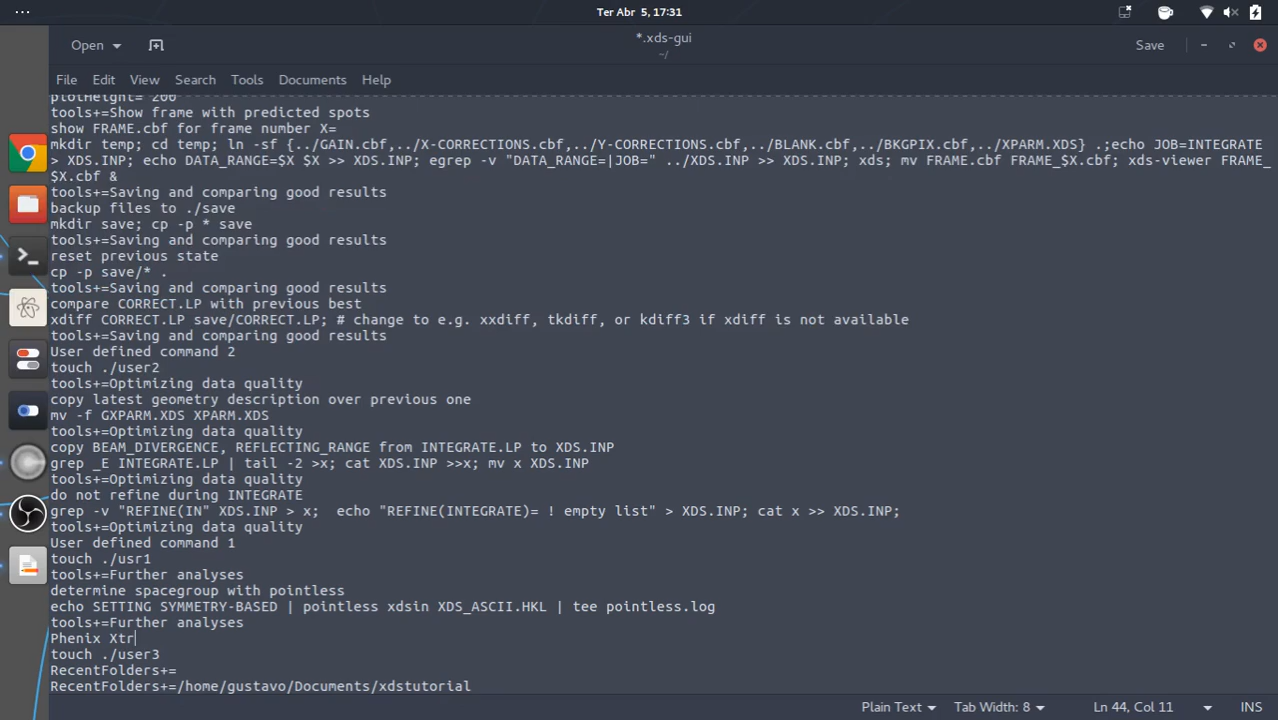 Ter Abr 5, 17:31
Open
*.xds-gui
~/
Save
File Edit View Search Tools Documents Help
plotHeight= 200
tools+=Show frame with predicted spots
show FRAME.cbf for frame number X=
mkdir temp; cd temp; ln -sf {../GAIN.cbf,../X-CORRECTIONS.cbf,../Y-CORRECTIONS.cbf,../BLANK.cbf,../BKGPIX.cbf,../XPARM.XDS} .;echo JOB=INTEGRATE
> XDS.INP; echo DATA_RANGE=$X $X >> XDS.INP; egrep -v "DATA_RANGE=|JOB=" ../XDS.INP >> XDS.INP; xds; mv FRAME.cbf FRAME_$X.cbf; xds-viewer FRAME_
$X.cbf &
tools+=Saving and comparing good results
backup files to ./save
mkdir save; cp -p * save
tools+=Saving and comparing good results
reset previous state
cp -p save/* .
tools+=Saving and comparing good results
compare CORRECT.LP with previous best
xdiff CORRECT.LP save/CORRECT.LP; # change to e.g. xxdiff, tkdiff, or kdiff3 if xdiff is not available
tools+=Saving and comparing good results
User defined command 2
touch ./user2
tools+=Optimizing data quality
copy latest geometry description over previous one
mv -f GXPARM.XDS XPARM.XDS
tools+=Optimizing data quality
copy BEAM_DIVERGENCE, REFLECTING_RANGE from INTEGRATE.LP to XDS.INP
grep _E INTEGRATE.LP | tail -2 >x; cat XDS.INP >>x; mv x XDS.INP
tools+=Optimizing data quality
do not refine during INTEGRATE
grep -v "REFINE(IN" XDS.INP > x;  echo "REFINE(INTEGRATE)= ! empty list" > XDS.INP; cat x >> XDS.INP;
tools+=Optimizing data quality
User defined command 1
touch ./usr1
tools+=Further analyses
determine spacegroup with pointless
echo SETTING SYMMETRY-BASED | pointless xdsin XDS_ASCII.HKL | tee pointless.log
tools+=Further analyses
Phenix Xtr
touch ./user3
RecentFolders+=
RecentFolders+=/home/gustavo/Documents/xdstutorial
Plain Text Tab Width: 8 Ln 44, Col 11 INS